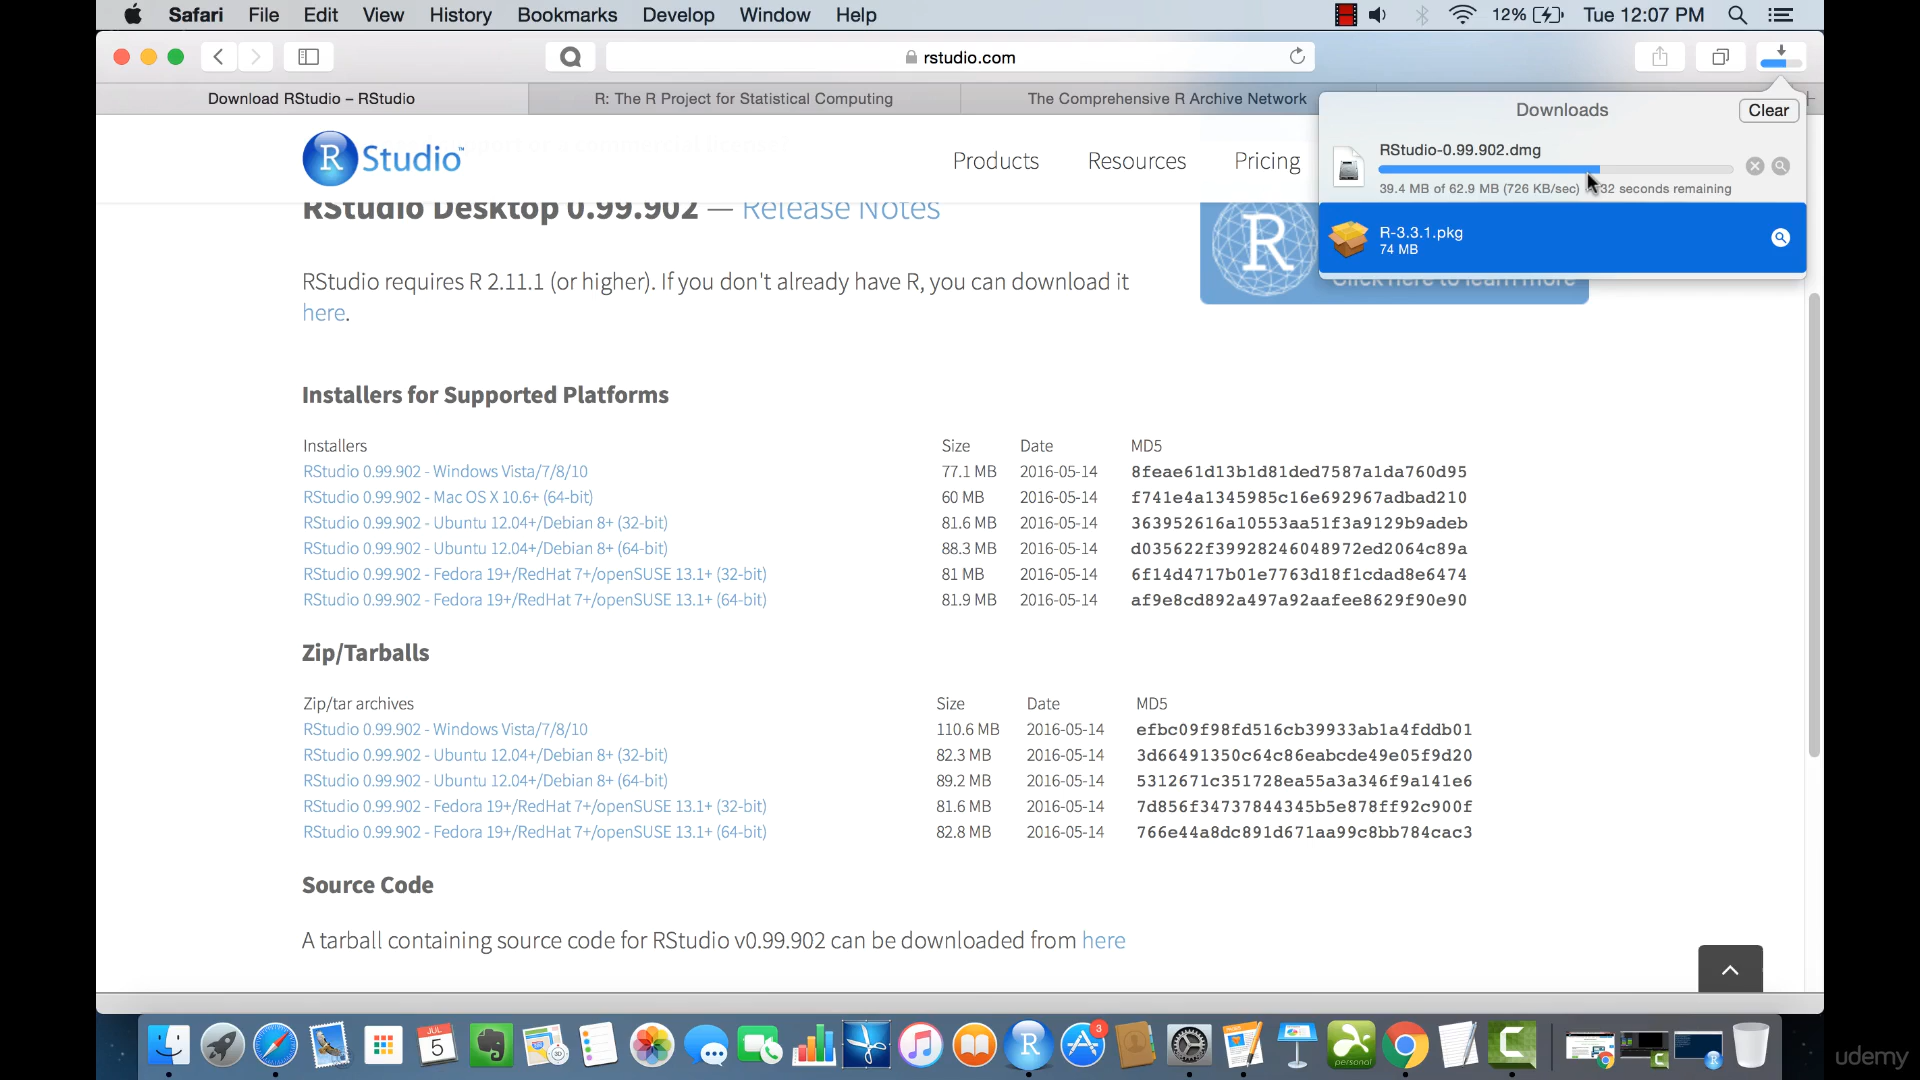 Safari File Edit View History Bookmarks Develop Window Help 12% Tue 12:07 PM
rstudio.com
Download RStudio – RStudio R: The R Project for Statistical Computing The Comprehensive R Archive Network
Downloads Clear
RStudio-0.99.902.dmg
39.4 MB of 62.9 MB (726 KB/sec) 32 seconds remaining
R-3.3.1.pkg
74 MB
R Studio™ Products Resources Pricing
RStudio Desktop 0.99.902 — Release Notes
R
Click here to learn more
RStudio requires R 2.11.1 (or higher). If you don't already have R, you can download it
here.
Installers for Supported Platforms
Installers Size Date MD5
RStudio 0.99.902 - Windows Vista/7/8/10 77.1 MB 2016-05-14 8feae61d13b1d81ded7587a1da760d95
RStudio 0.99.902 - Mac OS X 10.6+ (64-bit) 60 MB 2016-05-14 f741e4a1345985c16e692967adbad210
RStudio 0.99.902 - Ubuntu 12.04+/Debian 8+ (32-bit) 81.6 MB 2016-05-14 363952616a10553aa51f3a9129b9adeb
RStudio 0.99.902 - Ubuntu 12.04+/Debian 8+ (64-bit) 88.3 MB 2016-05-14 d035622f39928246048972ed2064c89a
RStudio 0.99.902 - Fedora 19+/RedHat 7+/openSUSE 13.1+ (32-bit) 81 MB 2016-05-14 6f14d4717b01e7763d18f1cdad8e6474
RStudio 0.99.902 - Fedora 19+/RedHat 7+/openSUSE 13.1+ (64-bit) 81.9 MB 2016-05-14 af9e8cd892a497a92aafee8629f90e90
Zip/Tarballs
Zip/tar archives Size Date MD5
RStudio 0.99.902 - Windows Vista/7/8/10 110.6 MB 2016-05-14 efbc09f98fd516cb39933ab1a4fddb01
RStudio 0.99.902 - Ubuntu 12.04+/Debian 8+ (32-bit) 82.3 MB 2016-05-14 3d66491350c64c86eabcde49e05f9d20
RStudio 0.99.902 - Ubuntu 12.04+/Debian 8+ (64-bit) 89.2 MB 2016-05-14 5312671c351728ea55a3a346f9a141e6
RStudio 0.99.902 - Fedora 19+/RedHat 7+/openSUSE 13.1+ (32-bit) 81.6 MB 2016-05-14 7d856f34737844345b5e878ff92c900f
RStudio 0.99.902 - Fedora 19+/RedHat 7+/openSUSE 13.1+ (64-bit) 82.8 MB 2016-05-14 766e44a8dc891d671aa99c8bb784cac3
Source Code
A tarball containing source code for RStudio v0.99.902 can be downloaded from here
JUL
5
3D
R
3
personal
udemy